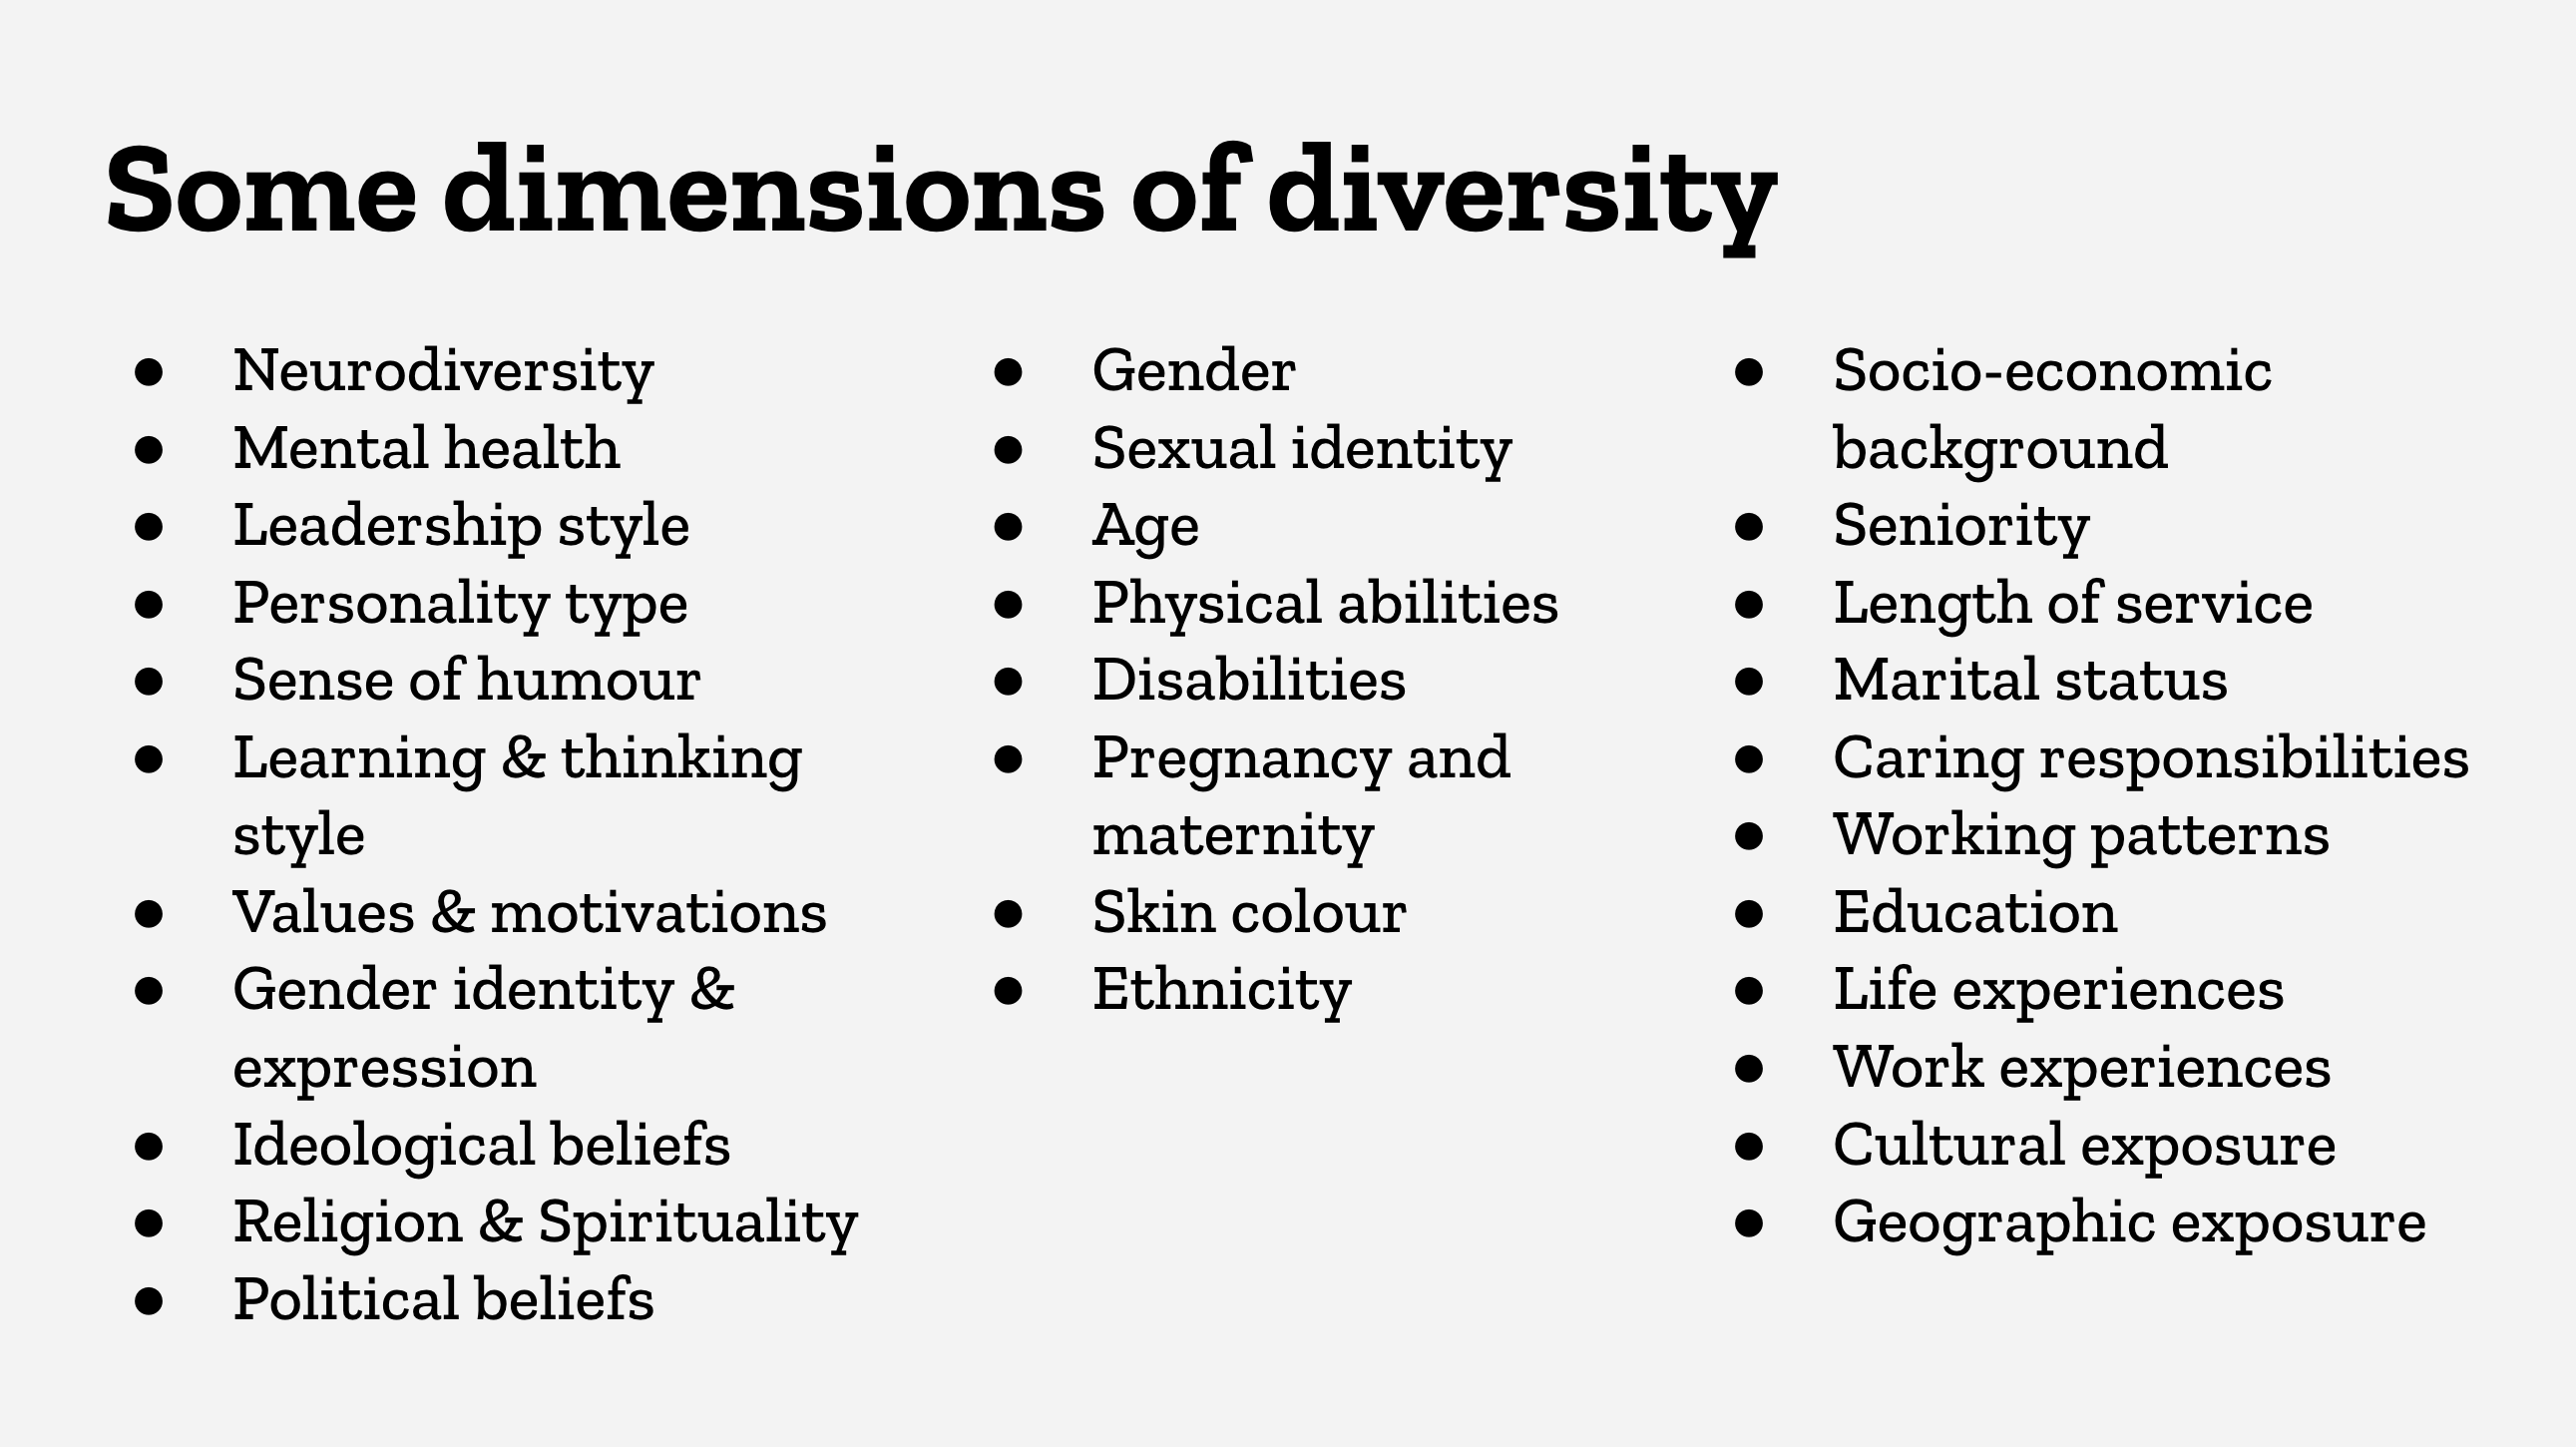 Some dimensions of diversity
● Neurodiversity
● Mental health
● Leadership style
● Personality type
● Sense of humour
● Learning & thinking
style
● Values & motivations
● Gender identity &
expression
● Ideological beliefs
● Religion & Spirituality
● Political beliefs
● Gender
● Sexual identity
● Age
● Physical abilities
● Disabilities
● Pregnancy and
maternity
● Skin colour
● Ethnicity
● Socio-economic
background
● Seniority
● Length of service
● Marital status
● Caring responsibilities
● Working patterns
● Education
● Life experiences
● Work experiences
● Cultural exposure
● Geographic exposure